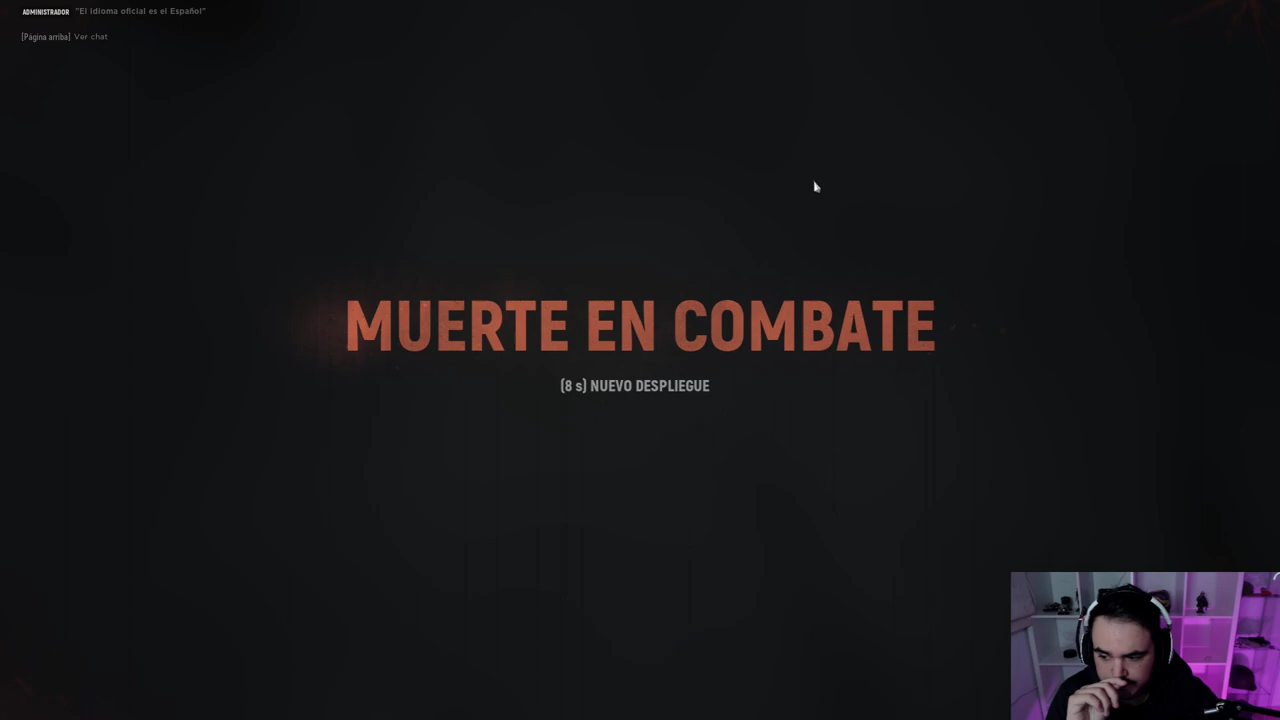 ADMINISTRADOR "El idioma oficial es el Español"
[Página arriba] Ver chat
MUERTE EN COMBATE
(8 s) NUEVO DESPLIEGUE